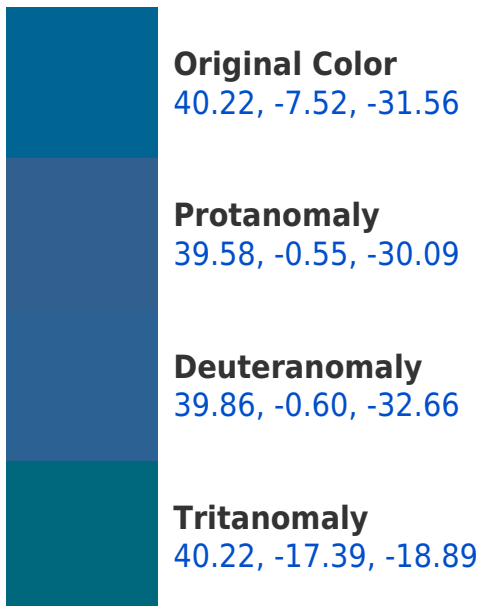 Original Color
40.22, -7.52, -31.56
Protanomaly
39.58, -0.55, -30.09
Deuteranomaly
39.86, -0.60, -32.66
Tritanomaly
40.22, -17.39, -18.89